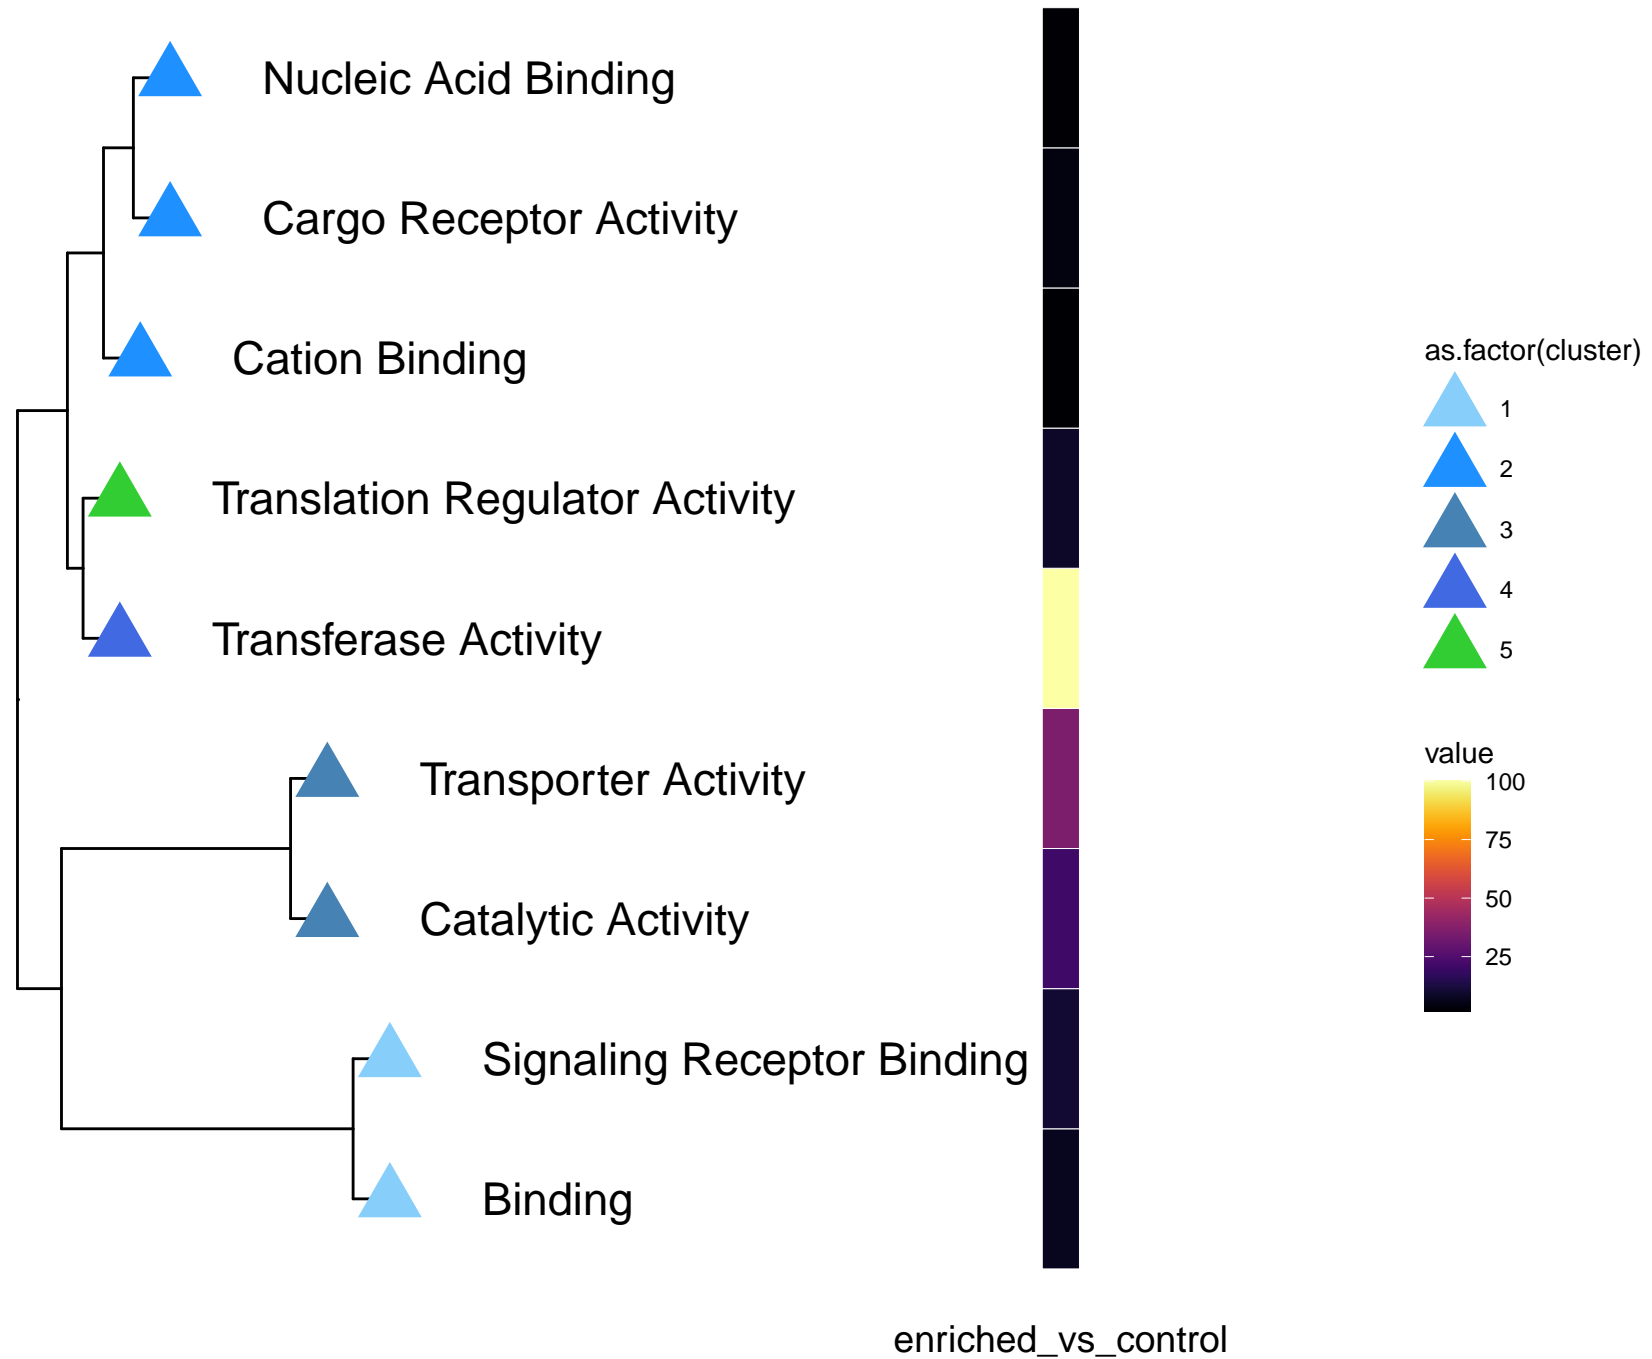 Nucleic Acid Binding
Cargo Receptor Activity
Cation Binding
Translation Regulator Activity
Transferase Activity
Transporter Activity
Catalytic Activity
Signaling Receptor Binding
Binding
enriched_vs_control
as.factor(cluster)
1
2
3
4
5
value
100
75
50
25